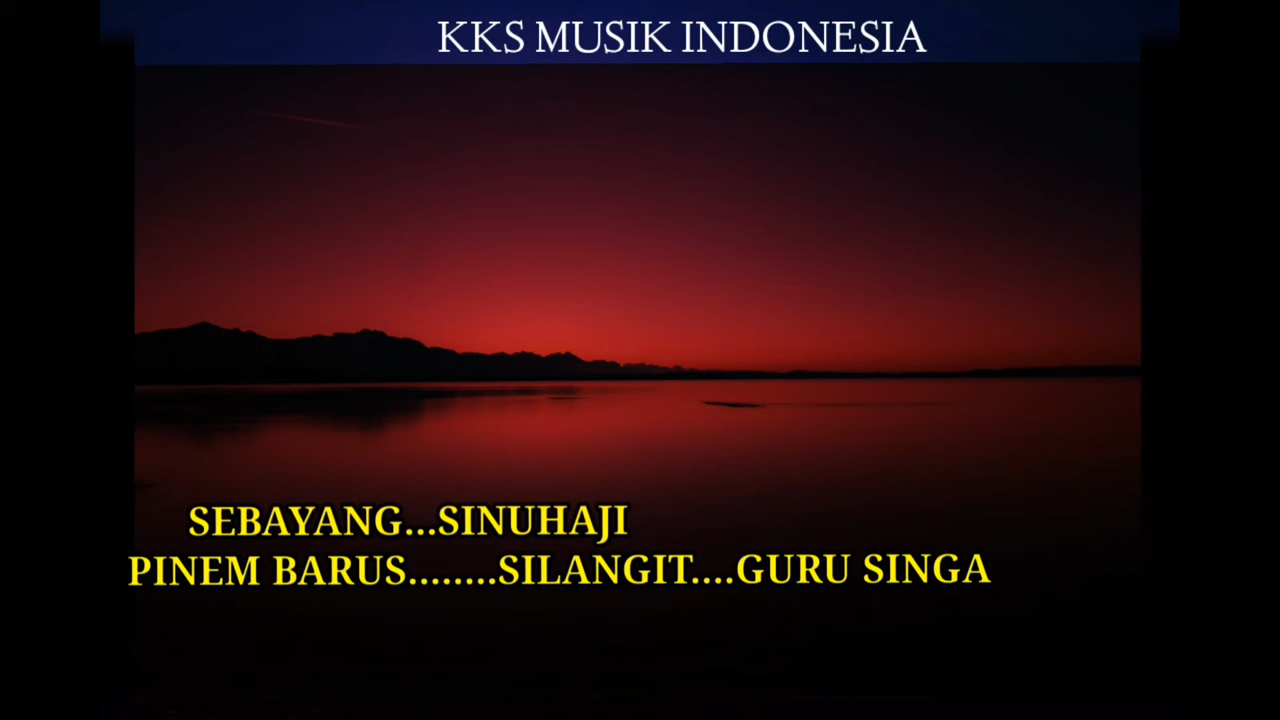 KKS MUSIK INDONESIA
SEBAYANG...SINUHAJI
PINEM BARUS........SILANGIT....GURU SINGA